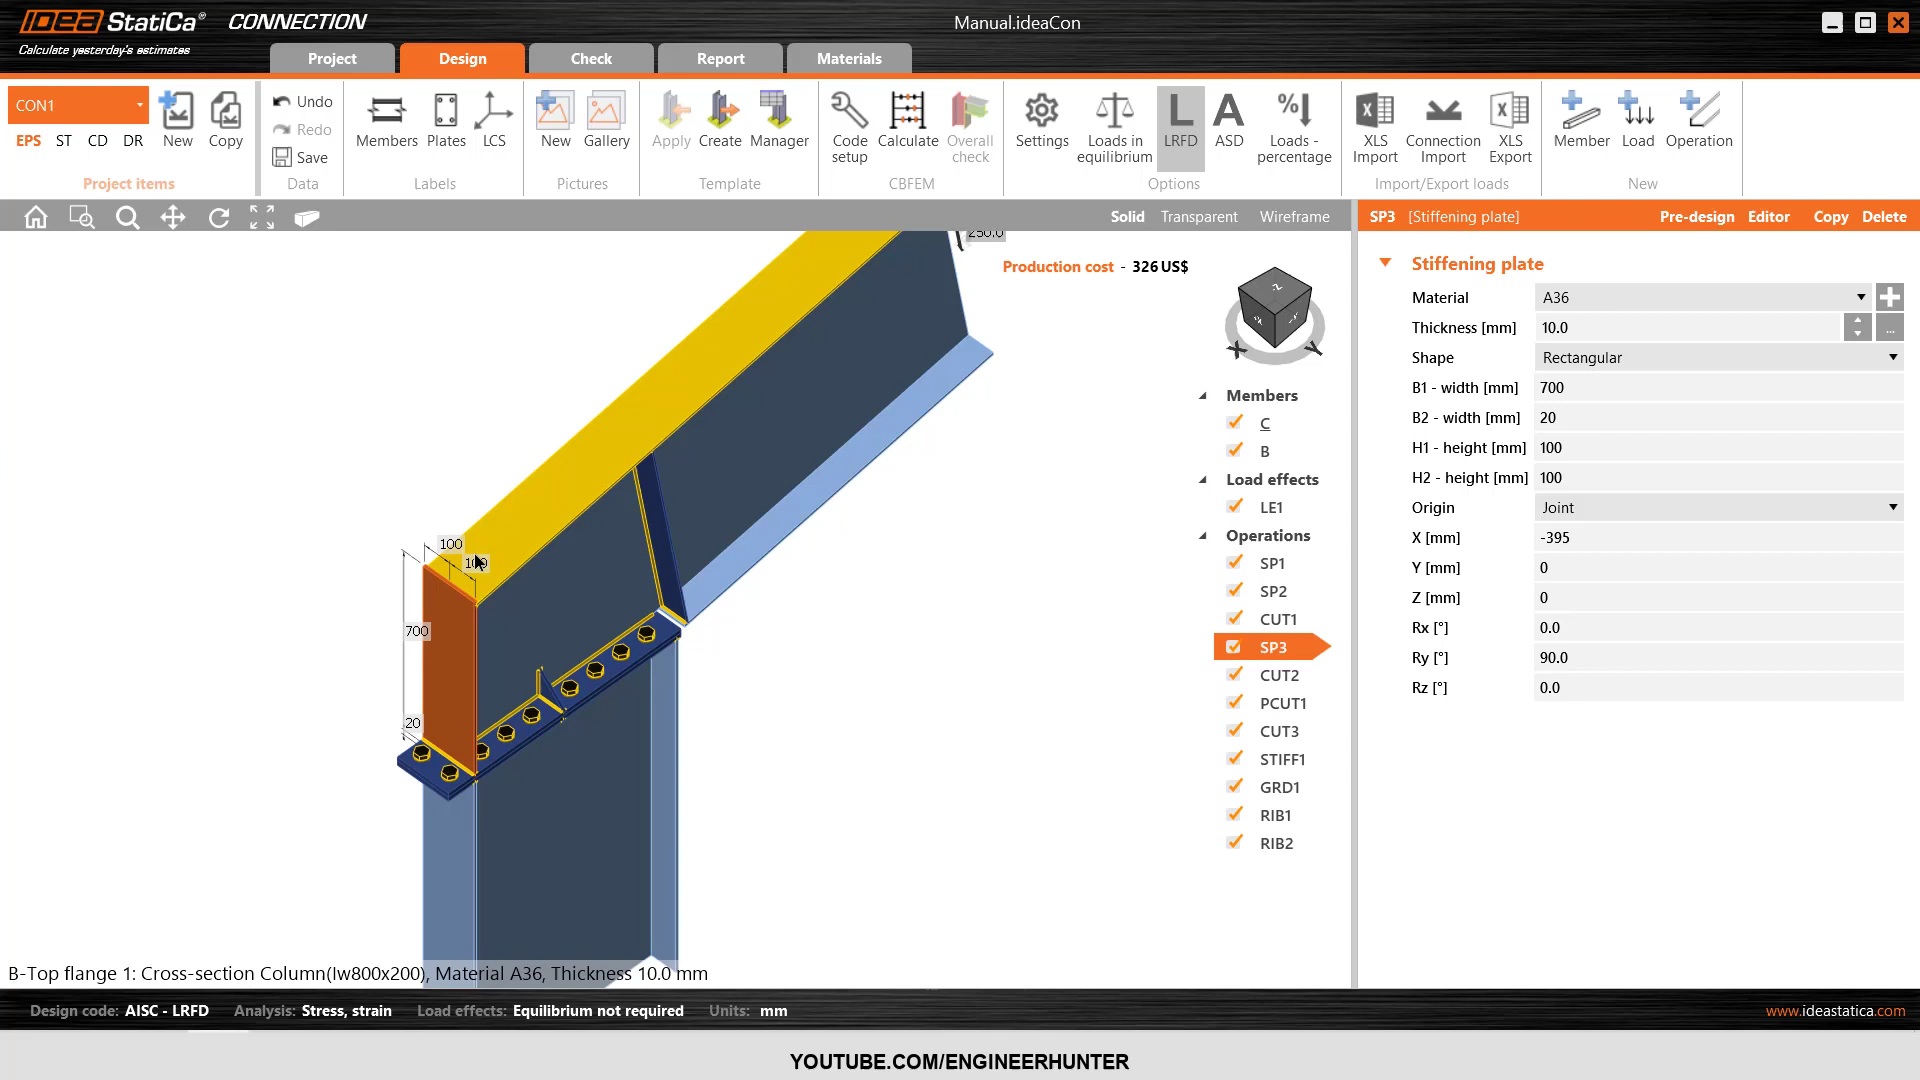 IDEA StatiCa® CONNECTION
Calculate yesterday's estimates
Manual.ideaCon
Project
Design
Check
Report
Materials
CON1
EPS ST CD DR
New
Copy
Project items
Undo
Redo
Save
Data
Members
Plates
LCS
Labels
New
Gallery
Pictures
Apply
Create
Manager
Template
Code setup
Calculate
Overall check
CBFEM
Settings
Loads in equilibrium
L LRFD
A ASD
Loads - percentage
Options
XLS Import
Connection Import
XLS Export
Import/Export loads
Member
Load
Operation
New
Solid Transparent Wireframe
SP3 [Stiffening plate] Pre-design Editor Copy Delete
250.0
Production cost - 326 US$
100
700
20
X
Y
Members
C
B
Load effects
LE1
Operations
SP1
SP2
CUT1
SP3
CUT2
PCUT1
CUT3
STIFF1
GRD1
RIB1
RIB2
Stiffening plate
Material A36
Thickness [mm] 10.0 ...
Shape Rectangular
B1 - width [mm] 700
B2 - width [mm] 20
H1 - height [mm] 100
H2 - height [mm] 100
Origin Joint
X [mm] -395
Y [mm] 0
Z [mm] 0
Rx [°] 0.0
Ry [°] 90.0
Rz [°] 0.0
B-Top flange 1: Cross-section Column(Iw800x200), Material A36, Thickness 10.0 mm
Design code: AISC - LRFD Analysis: Stress, strain Load effects: Equilibrium not required Units: mm
www.ideastatica.com
YOUTUBE.COM/ENGINEERHUNTER